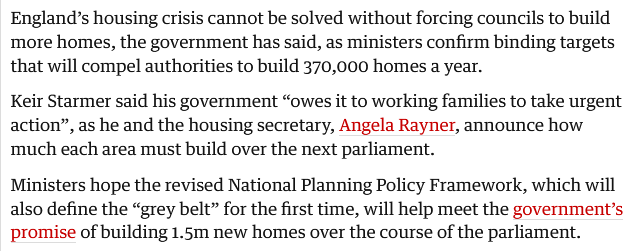 England’s housing crisis cannot be solved without forcing councils to build
more homes, the government has said, as ministers confirm binding targets
that will compel authorities to build 370,000 homes a year.
Keir Starmer said his government “owes it to working families to take urgent
action”, as he and the housing secretary, Angela Rayner, announce how
much each area must build over the next parliament.
Ministers hope the revised National Planning Policy Framework, which will
also define the “grey belt” for the first time, will help meet the government’s
promise of building 1.5m new homes over the course of the parliament.